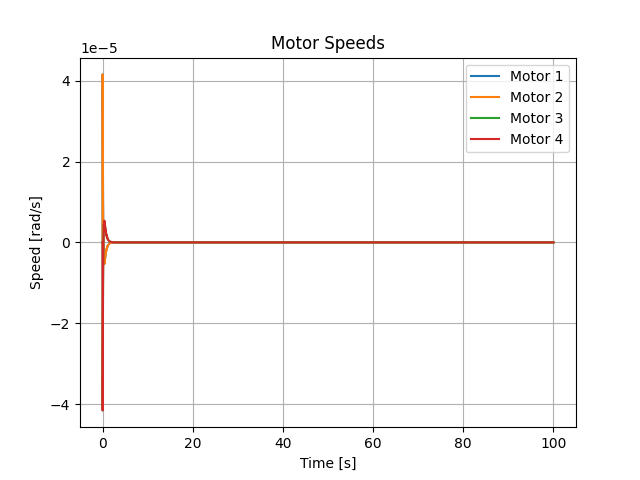 Motor Speeds
1e−5
4
2
0
−2
−4
Speed [rad/s]
Motor 1
Motor 2
Motor 3
Motor 4
0 20 40 60 80 100
Time [s]